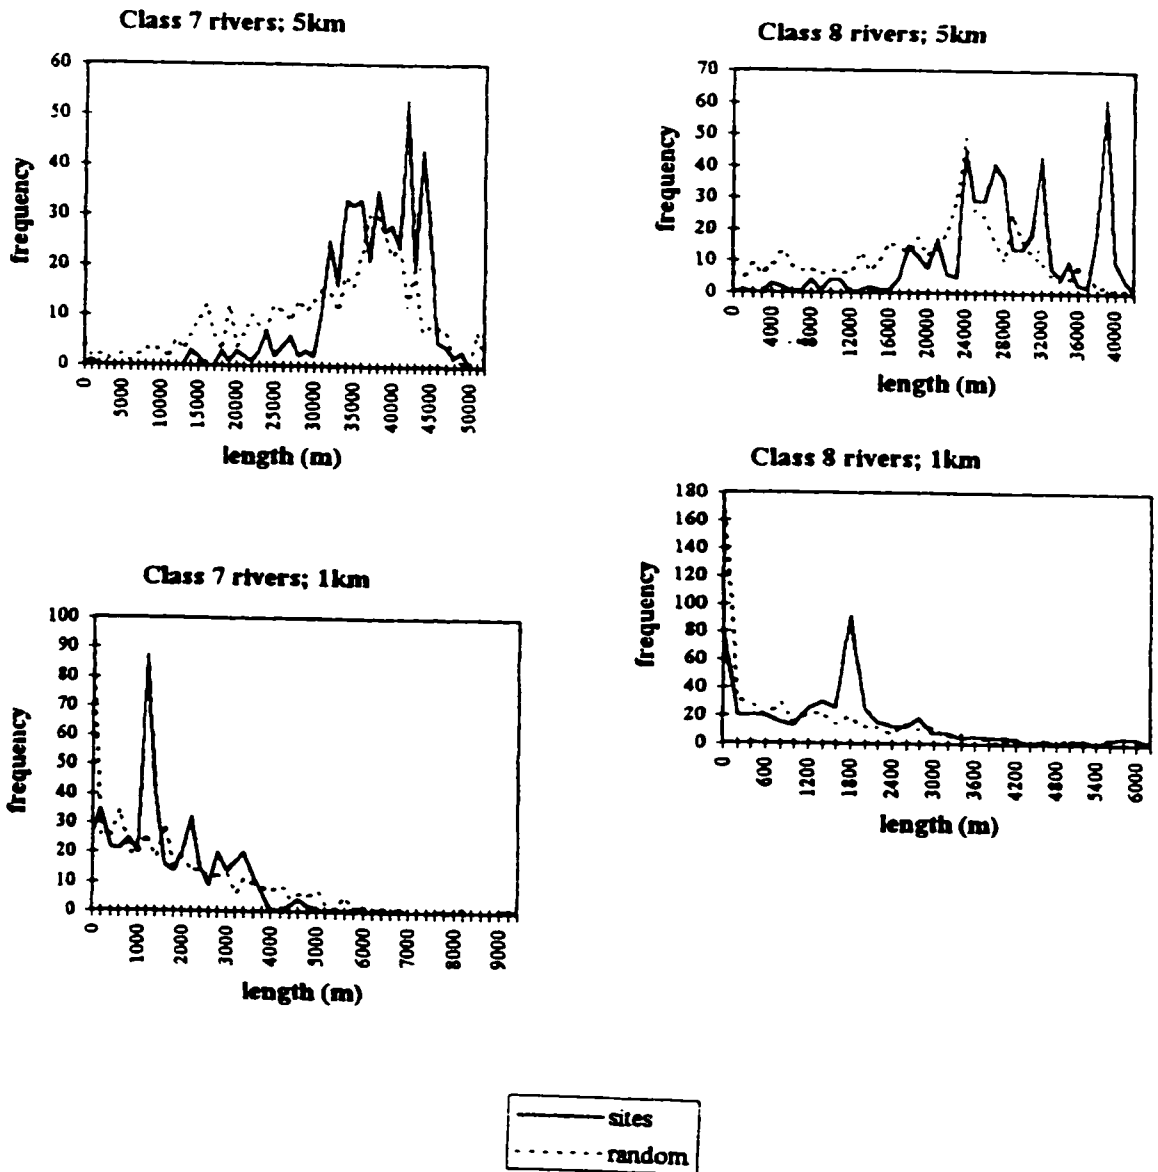 Class 7 rivers; 5km
60
50
40
30
20
10
0
frequency
0 5000 10000 15000 20000 25000 30000 35000 40000 45000 50000
length (m)
Class 8 rivers; 5km
70
60
50
40
30
20
10
0
frequency
0 4000 8000 12000 16000 20000 24000 28000 32000 36000 40000
length (m)
Class 7 rivers; 1km
100
90
80
70
60
50
40
30
20
10
0
frequency
0 1000 2000 3000 4000 5000 6000 7000 8000 9000
length (m)
Class 8 rivers; 1km
180
160
140
120
100
80
60
40
20
0
frequency
0 600 1200 1800 2400 3000 3600 4200 4800 5400 6000
length (m)
sites
random